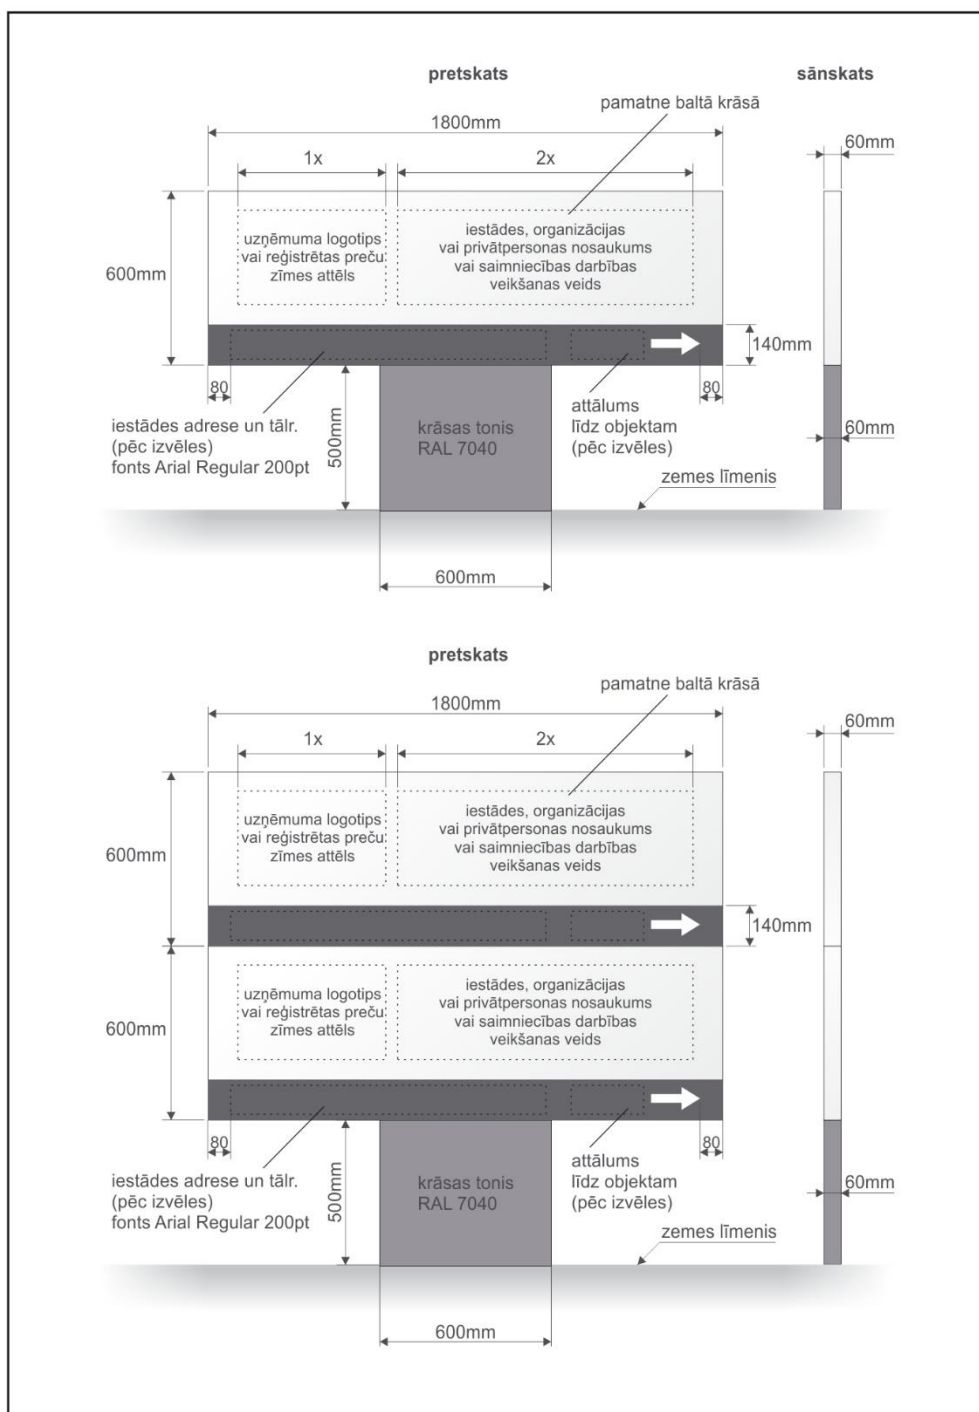 pretskats
sānskats
pamatne baltā krāsā
1800mm
60mm
1x
2x
600mm
uzņēmuma logotips
vai reģistrētas preču
zīmes attēls
iestādes, organizācijas
vai privātpersonas nosaukums
vai saimniecības darbības
veikšanas veids
140mm
80
80
iestādes adrese un tālr.
(pēc izvēles)
fonts Arial Regular 200pt
500mm
krāsas tonis
RAL 7040
attālums
līdz objektam
(pēc izvēles)
60mm
zemes līmenis
600mm
pretskats
pamatne baltā krāsā
1800mm
60mm
1x
2x
600mm
uzņēmuma logotips
vai reģistrētas preču
zīmes attēls
iestādes, organizācijas
vai privātpersonas nosaukums
vai saimniecības darbības
veikšanas veids
140mm
600mm
uzņēmuma logotips
vai reģistrētas preču
zīmes attēls
iestādes, organizācijas
vai privātpersonas nosaukums
vai saimniecības darbības
veikšanas veids
80
80
iestādes adrese un tālr.
(pēc izvēles)
fonts Arial Regular 200pt
500mm
krāsas tonis
RAL 7040
attālums
līdz objektam
(pēc izvēles)
60mm
zemes līmenis
600mm